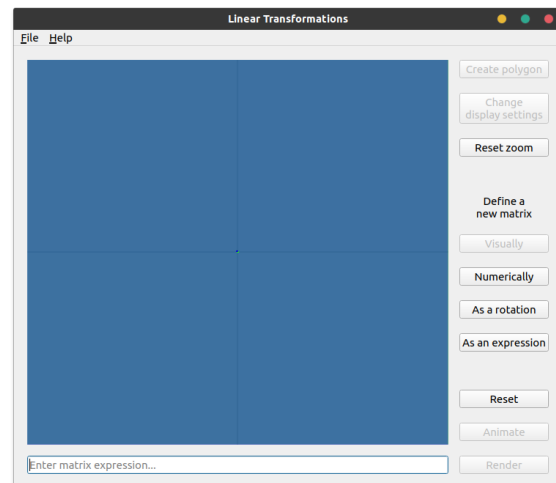 Linear Transformations
File Help
Create polygon
Change
display settings
Reset zoom
Define a
new matrix
Visually
Numerically
As a rotation
As an expression
Reset
Animate
Enter matrix expression...
Render